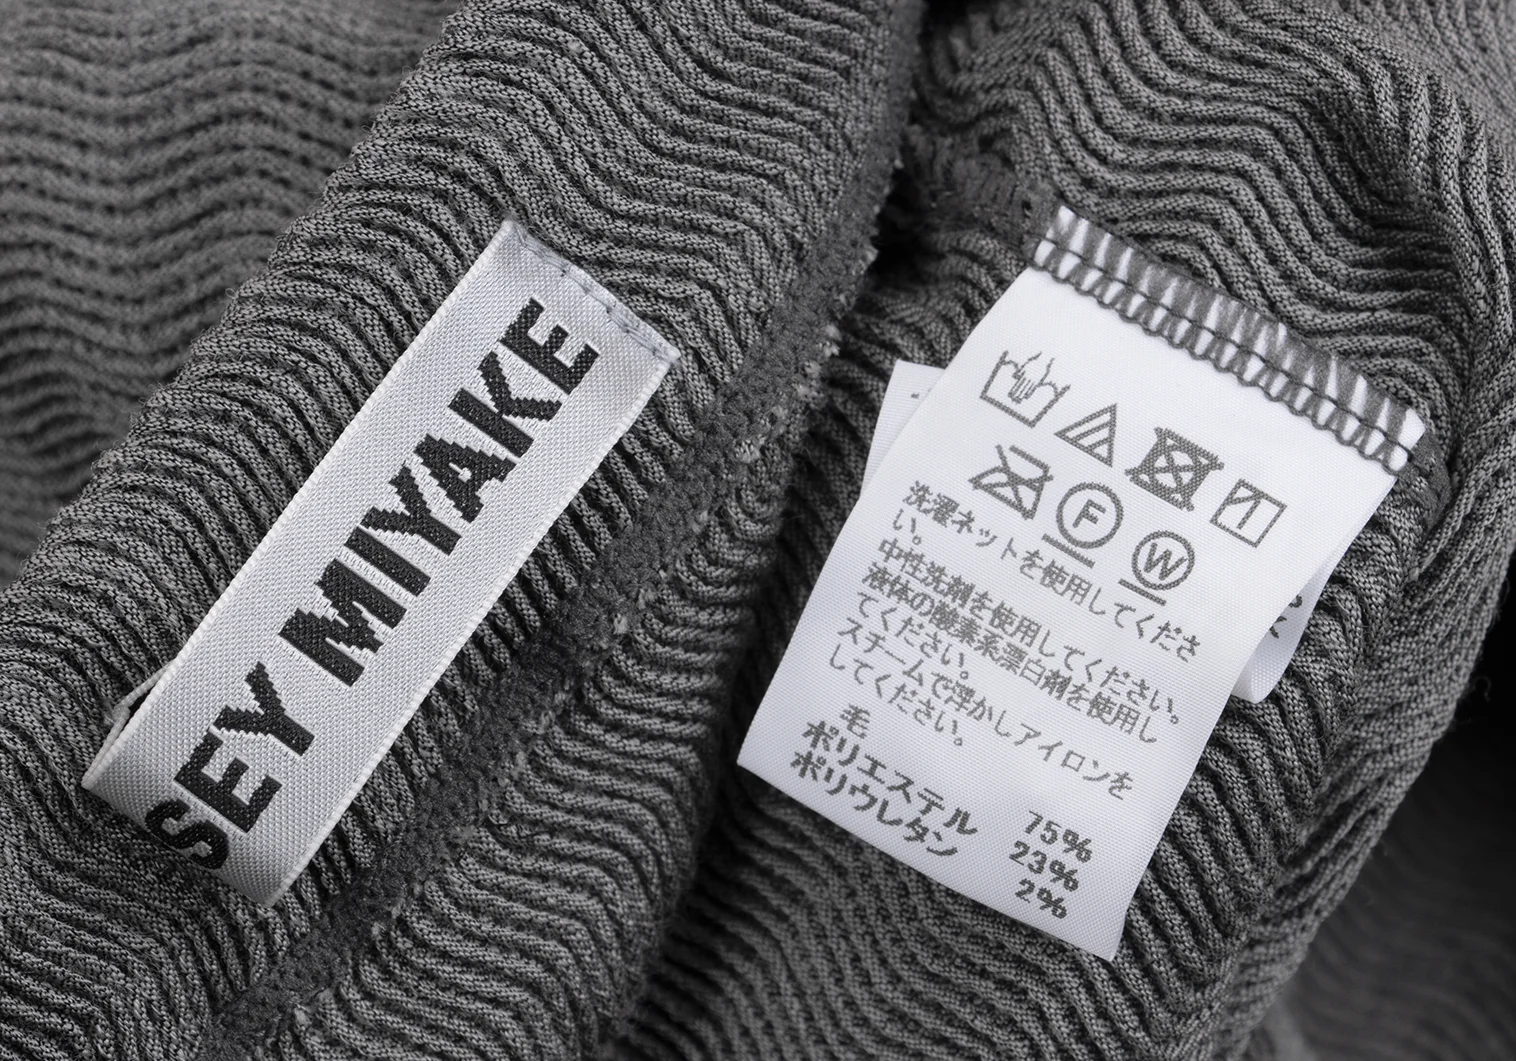 SEY MIYAKE
F
W
洗濯ネットを使用してくださ
い。
中性洗剤を使用してください。
液体の酸素系漂白剤を使用し
てください。
スチームで浮かしアイロンを
してください。
毛 75%
ポリエステル 23%
ポリウレタン 2%